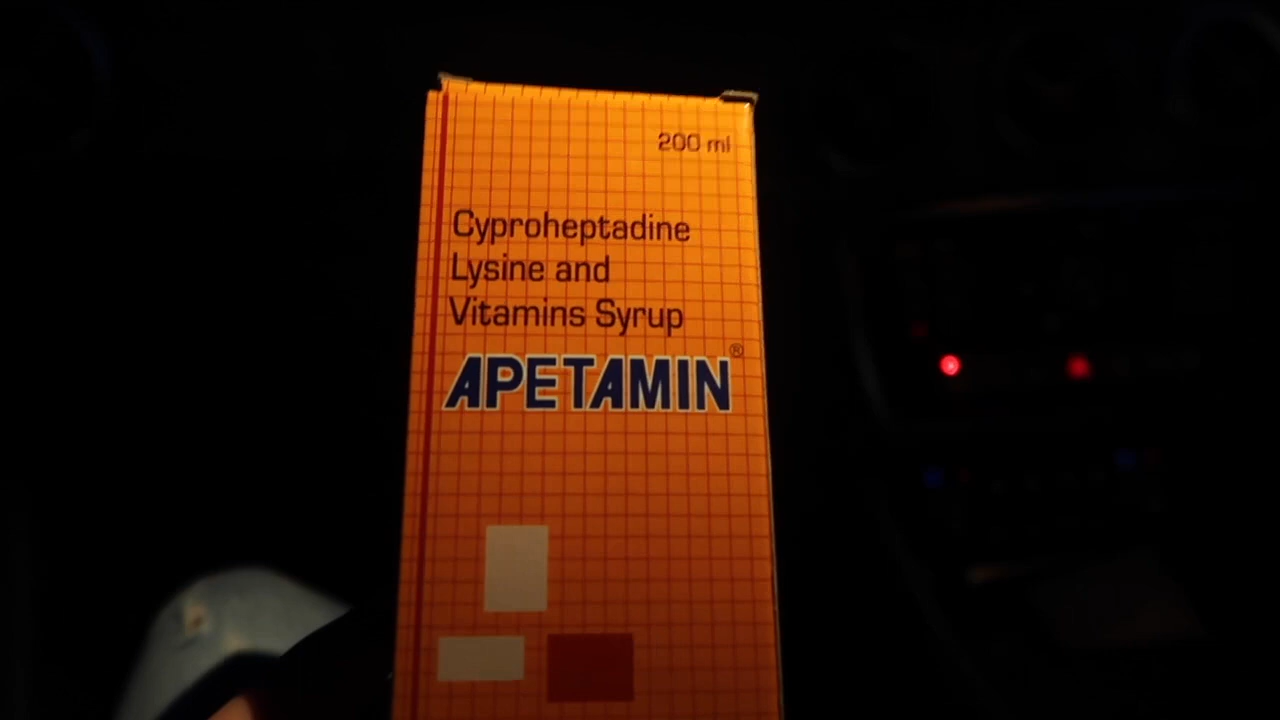 200 ml
Cyproheptadine
Lysine and
Vitamins Syrup
APETAMIN®